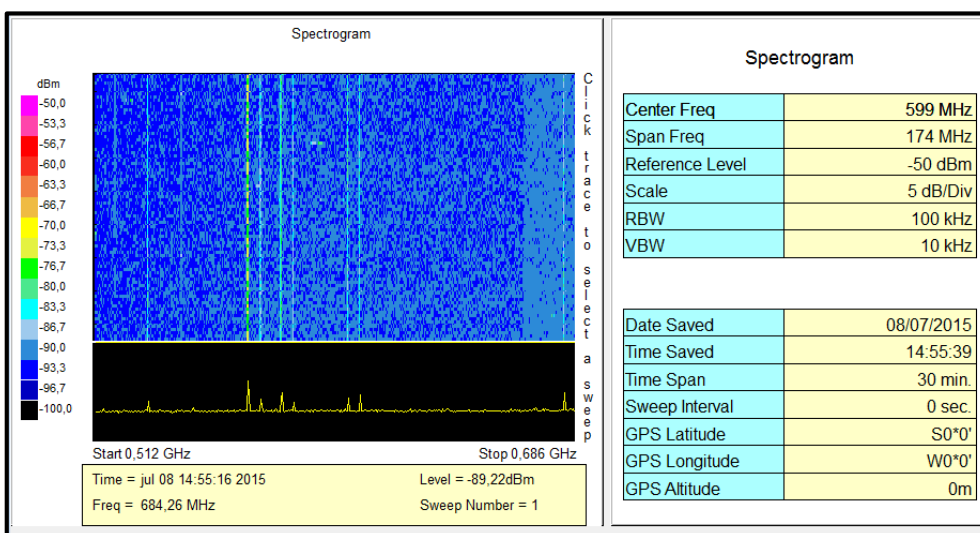 Spectrogram
dBm
-50,0
-53,3
-56,7
-60,0
-63,3
-66,7
-70,0
-73,3
-76,7
-80,0
-83,3
-86,7
-90,0
-93,3
-96,7
-100,0
Click trace to select a sweep
Start 0,512 GHz Stop 0,686 GHz
Time = jul 08 14:55:16 2015 Level = -89,22dBm
Freq = 684,26 MHz Sweep Number = 1
Spectrogram
Center Freq 599 MHz
Span Freq 174 MHz
Reference Level -50 dBm
Scale 5 dB/Div
RBW 100 kHz
VBW 10 kHz
Date Saved 08/07/2015
Time Saved 14:55:39
Time Span 30 min.
Sweep Interval 0 sec.
GPS Latitude S0*0'
GPS Longitude W0*0'
GPS Altitude 0m